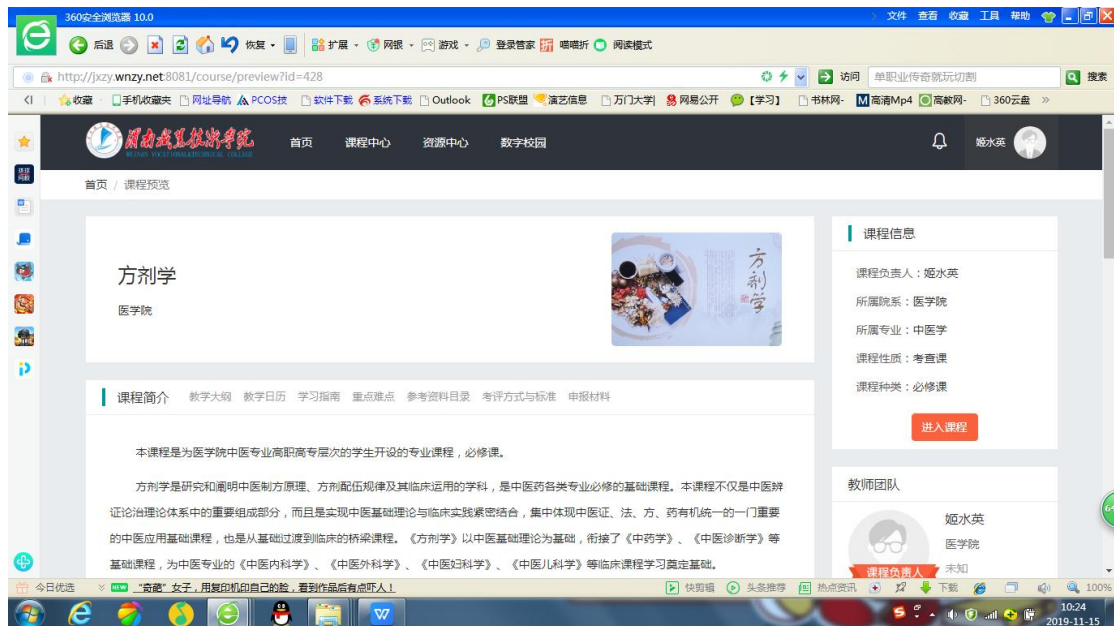 360安全浏览器 10.0
文件 查看 收藏 工具 帮助
后退 恢复 扩展 网银 游戏 登录管家 喵喵折 阅读模式
http://jxzy.wnzy.net:8081/course/preview?id=428
访问 单职业传奇就玩切割 搜索
收藏 手机收藏夹 网址导航 PCOS技 软件下载 系统下载 Outlook PS联盟 演艺信息 万门大学 网易公开 【学习】 书林网- 高清Mp4 高教网- 360云盘 »
渭南职业技术学院
WEINAN VOCATIONAL&TECHNICAL COLLEGE
首页 课程中心 资源中心 数字校园
姬水英
首页 / 课程预览
方剂学
医学院
方剂学
课程信息
课程负责人：姬水英
所属院系：医学院
所属专业：中医学
课程性质：考查课
课程种类：必修课
进入课程
课程简介 教学大纲 教学日历 学习指南 重点难点 参考资料目录 考评方式与标准 申报材料
本课程是为医学院中医专业高职高专层次的学生开设的专业课程，必修课。
方剂学是研究和阐明中医制方原理、方剂配伍规律及其临床运用的学科，是中医药各类专业必修的基础课程。本课程不仅是中医辨
证论治理论体系中的重要组成部分，而且是实现中医基础理论与临床实践紧密结合，集中体现中医证、法、方、药有机统一的一门重要
的中医应用基础课程，也是从基础过渡到临床的桥梁课程。《方剂学》以中医基础理论为基础，衔接了《中药学》、《中医诊断学》等
基础课程，为中医专业的《中医内科学》、《中医外科学》、《中医妇科学》、《中医儿科学》等临床课程学习奠定基础。
教师团队
姬水英
医学院
未知
课程负责人
今日优选 “奇葩”女子，用复印机印自己的脸，看到作品后有点吓人！
快剪辑 头条推荐 热点资讯 下载 100%
10:24
2019-11-15